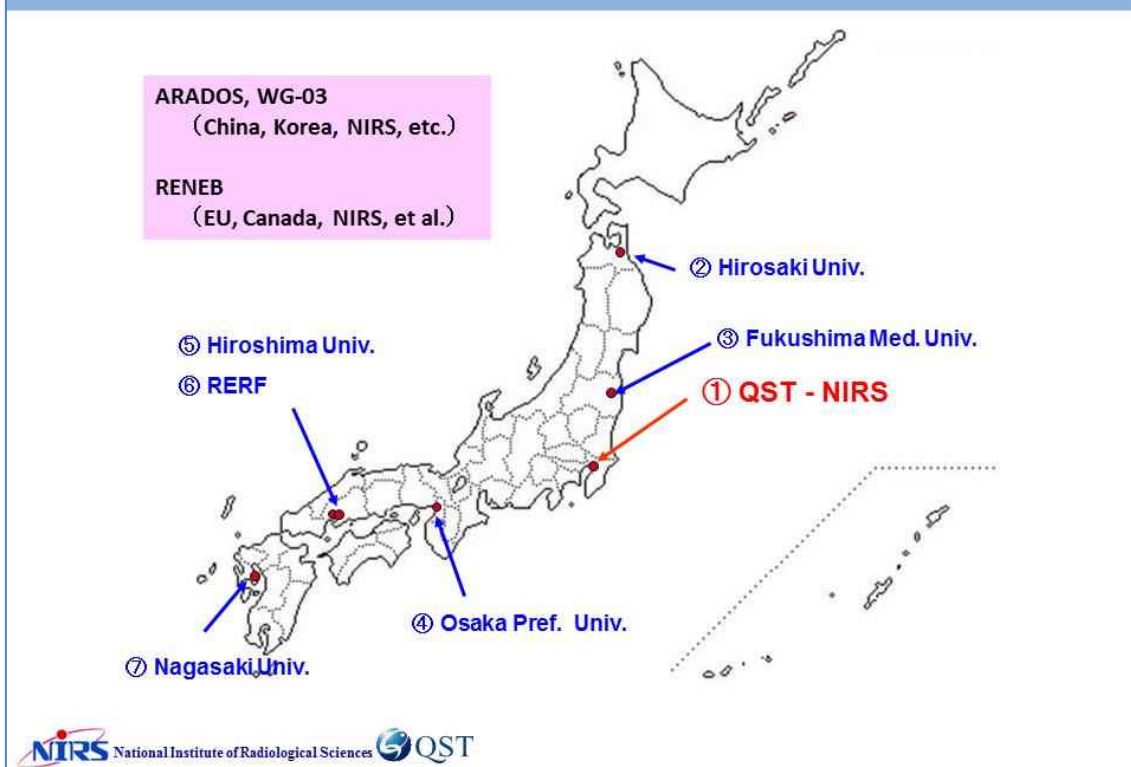 ARADOS, WG-03
（China, Korea, NIRS, etc.）
RENEB
（EU, Canada, NIRS, et al.）
② Hirosaki Univ.
③ Fukushima Med. Univ.
① QST - NIRS
⑤ Hiroshima Univ.
⑥ RERF
④ Osaka Pref. Univ.
⑦ Nagasaki Univ.
NIRS National Institute of Radiological Sciences QST